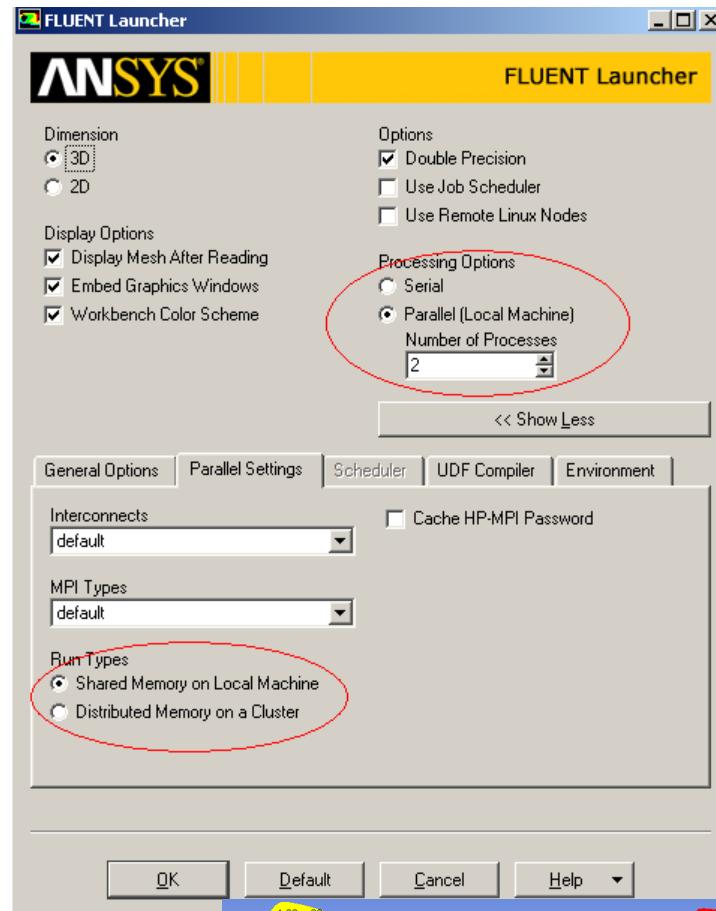 FLUENT Launcher
ANSYS
FLUENT Launcher
Dimension
3D
2D
Display Options
Display Mesh After Reading
Embed Graphics Windows
Workbench Color Scheme
Options
Double Precision
Use Job Scheduler
Use Remote Linux Nodes
Processing Options
Serial
Parallel (Local Machine)
Number of Processes
2
<< Show Less
General Options
Parallel Settings
Scheduler
UDF Compiler
Environment
Interconnects
default
Cache HP-MPI Password
MPI Types
default
Run Types
Shared Memory on Local Machine
Distributed Memory on a Cluster
OK
Default
Cancel
Help